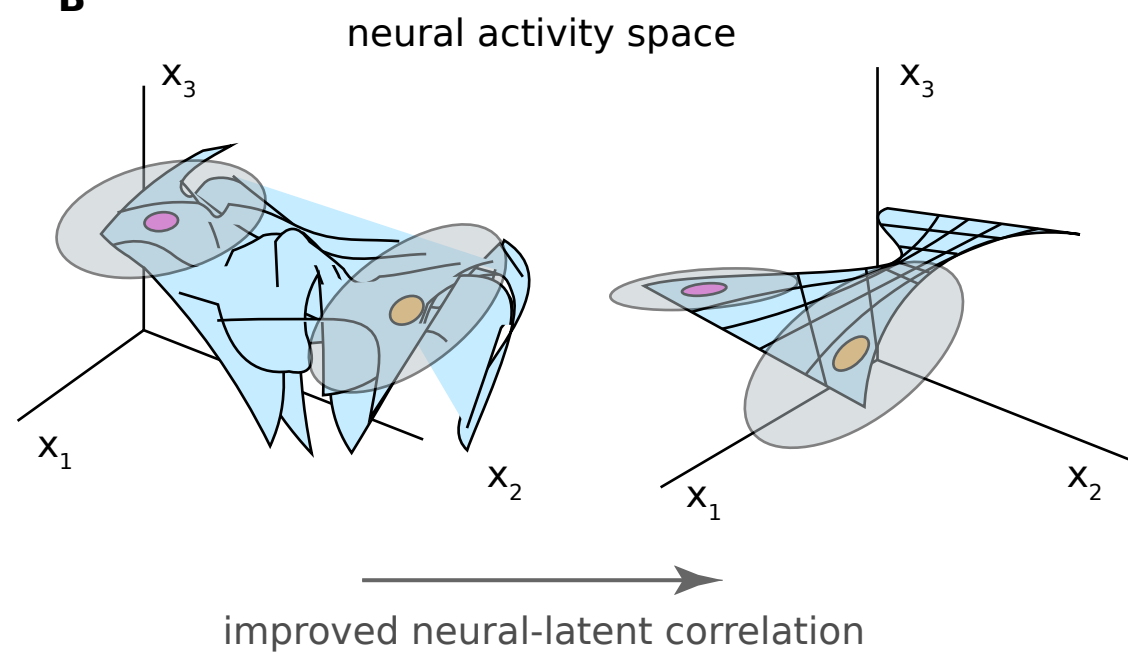 B
neural activity space
x3
x3
x1
x2
x1
x2
improved neural-latent correlation